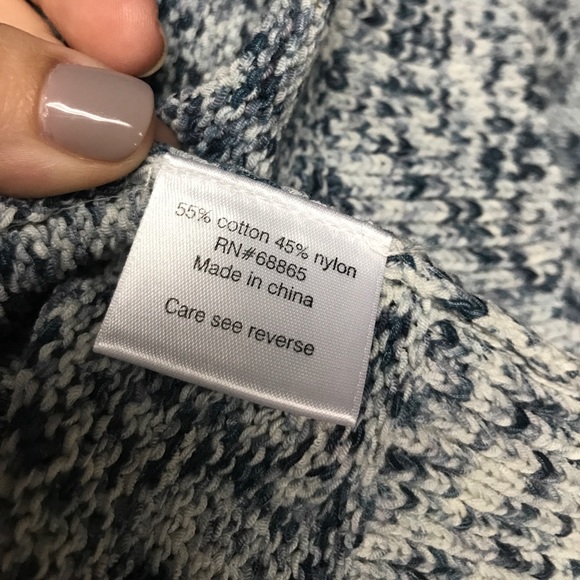 55% cotton 45% nylon
RN#68865
Made in china
Care see reverse